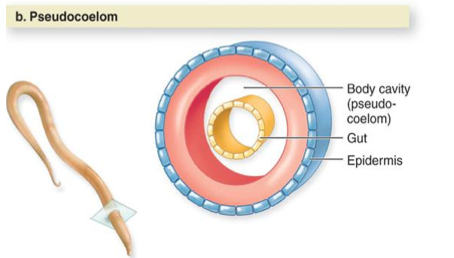 b. Pseudocoelom
Body cavity
(pseudo-
coelom)
Gut
Epidermis